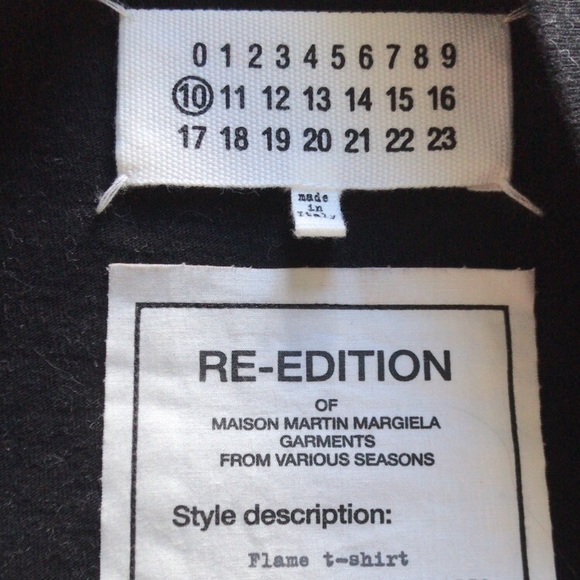 0 1 2 3 4 5 6 7 8 9
10 11 12 13 14 15 16
17 18 19 20 21 22 23
made
in
Italy
RE-EDITION
OF
MAISON MARTIN MARGIELA
GARMENTS
FROM VARIOUS SEASONS
Style description:
Flame t-shirt